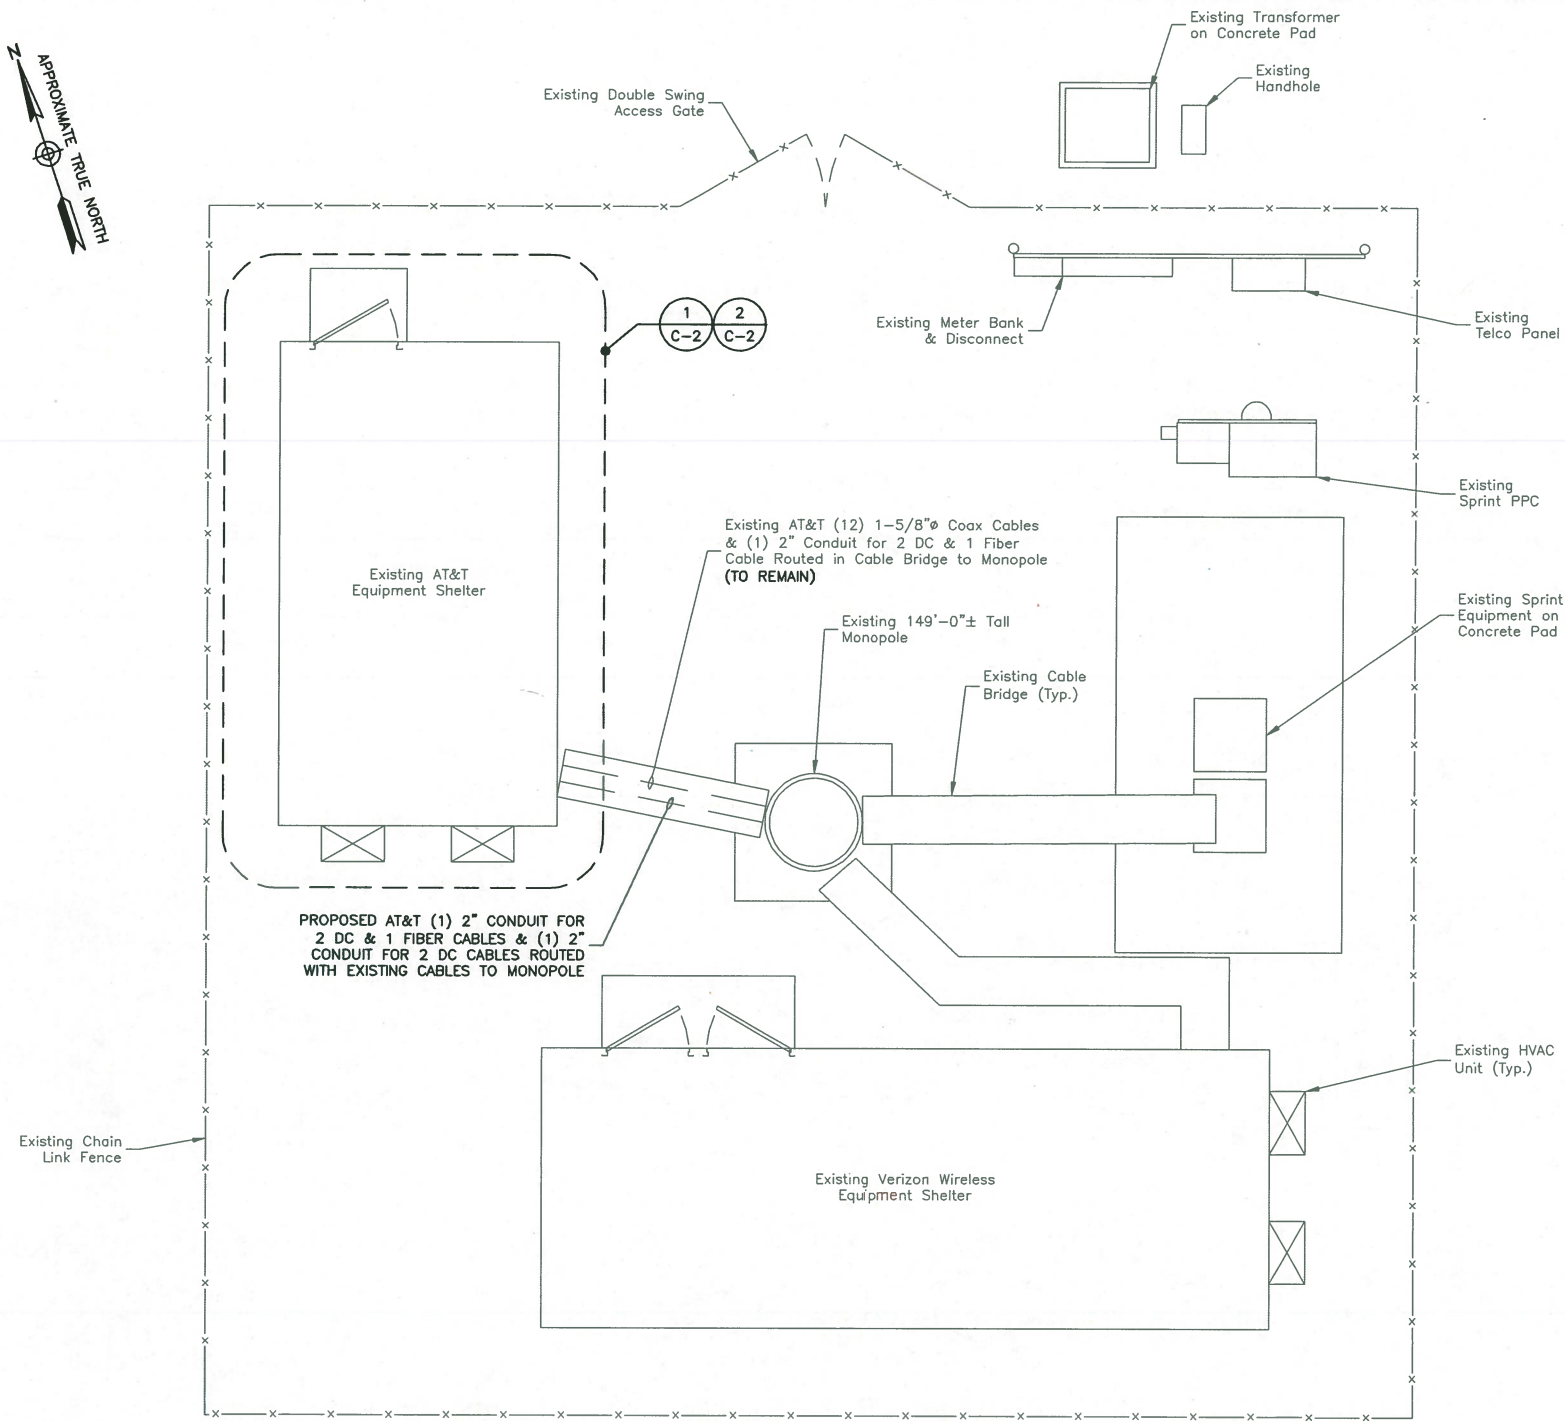 Existing Transformer
on Concrete Pad
Existing
Handhole
Existing Double Swing
Access Gate
N
APPROXIMATE TRUE NORTH
1
C-2
2
C-2
Existing Meter Bank
& Disconnect
Existing
Telco Panel
Existing
Sprint PPC
Existing AT&T (12) 1-5/8"ø Coax Cables
& (1) 2" Conduit for 2 DC & 1 Fiber
Cable Routed in Cable Bridge to Monopole
(TO REMAIN)
Existing AT&T
Equipment Shelter
Existing 149'-0"± Tall
Monopole
Existing Sprint
Equipment on
Concrete Pad
Existing Cable
Bridge (Typ.)
PROPOSED AT&T (1) 2" CONDUIT FOR
2 DC & 1 FIBER CABLES & (1) 2"
CONDUIT FOR 2 DC CABLES ROUTED
WITH EXISTING CABLES TO MONOPOLE
Existing HVAC
Unit (Typ.)
Existing Chain
Link Fence
Existing Verizon Wireless
Equipment Shelter